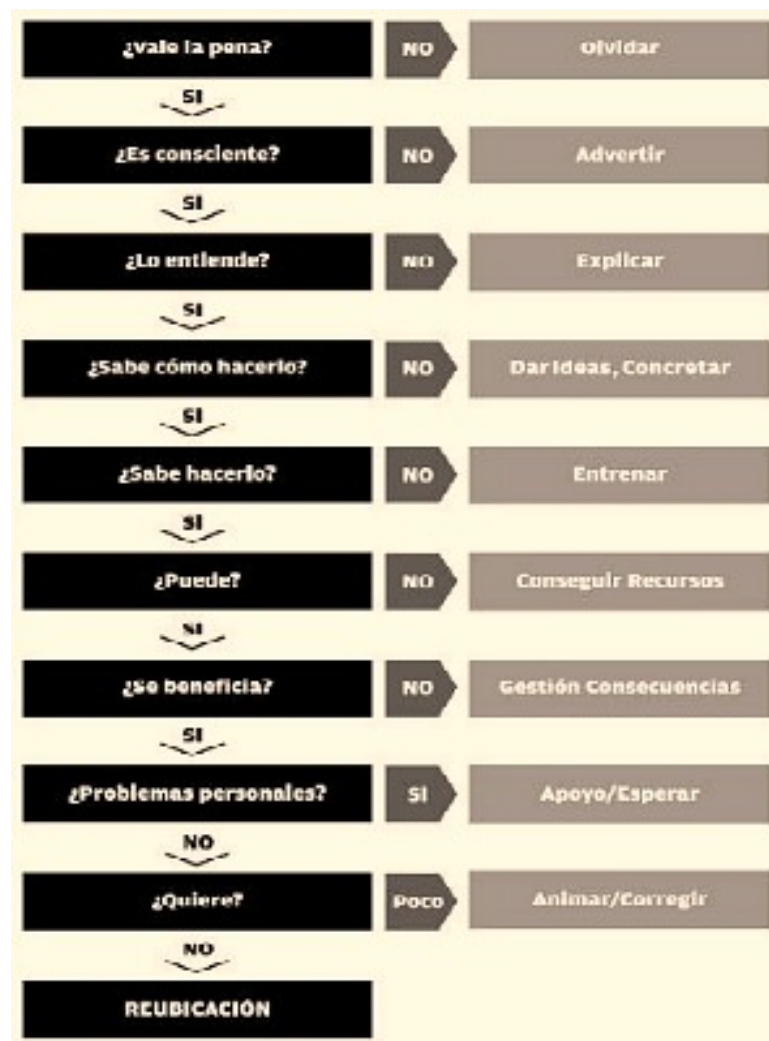 ¿Vale la pena? NO Olvidar
SI
¿Es consciente? NO Advertir
SI
¿Lo entiende? NO Explicar
SI
¿Sabe cómo hacerlo? NO Dar Ideas, Concretar
SI
¿Sabe hacerlo? NO Entrenar
SI
¿Puede? NO Conseguir Recursos
SI
¿Se beneficia? NO Gestión Consecuencias
SI
¿Problemas personales? SI Apoyo/Esperar
NO
¿Quiere? Poco Animar/Corregir
NO
REUBICACIÓN